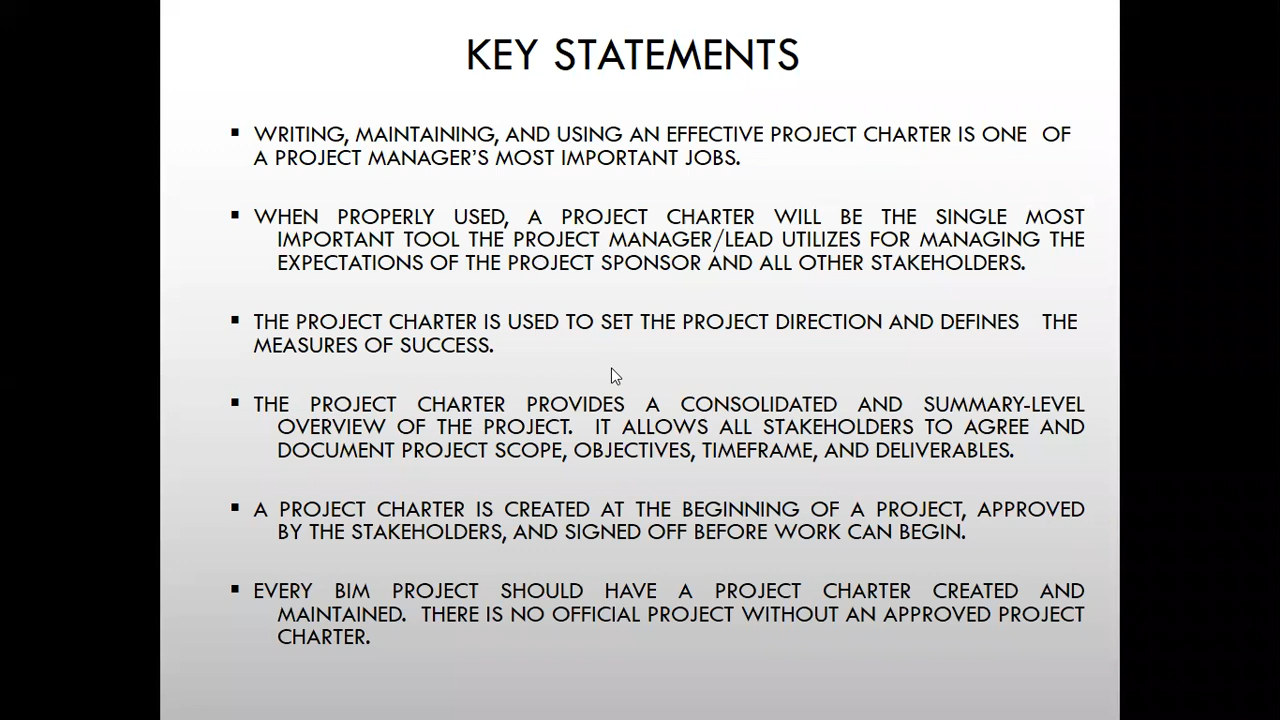 KEY STATEMENTS
▪ WRITING, MAINTAINING, AND USING AN EFFECTIVE PROJECT CHARTER IS ONE OF
A PROJECT MANAGER'S MOST IMPORTANT JOBS.
▪ WHEN PROPERLY USED, A PROJECT CHARTER WILL BE THE SINGLE MOST
IMPORTANT TOOL THE PROJECT MANAGER/LEAD UTILIZES FOR MANAGING THE
EXPECTATIONS OF THE PROJECT SPONSOR AND ALL OTHER STAKEHOLDERS.
▪ THE PROJECT CHARTER IS USED TO SET THE PROJECT DIRECTION AND DEFINES THE
MEASURES OF SUCCESS.
▪ THE PROJECT CHARTER PROVIDES A CONSOLIDATED AND SUMMARY-LEVEL
OVERVIEW OF THE PROJECT. IT ALLOWS ALL STAKEHOLDERS TO AGREE AND
DOCUMENT PROJECT SCOPE, OBJECTIVES, TIMEFRAME, AND DELIVERABLES.
▪ A PROJECT CHARTER IS CREATED AT THE BEGINNING OF A PROJECT, APPROVED
BY THE STAKEHOLDERS, AND SIGNED OFF BEFORE WORK CAN BEGIN.
▪ EVERY BIM PROJECT SHOULD HAVE A PROJECT CHARTER CREATED AND
MAINTAINED. THERE IS NO OFFICIAL PROJECT WITHOUT AN APPROVED PROJECT
CHARTER.